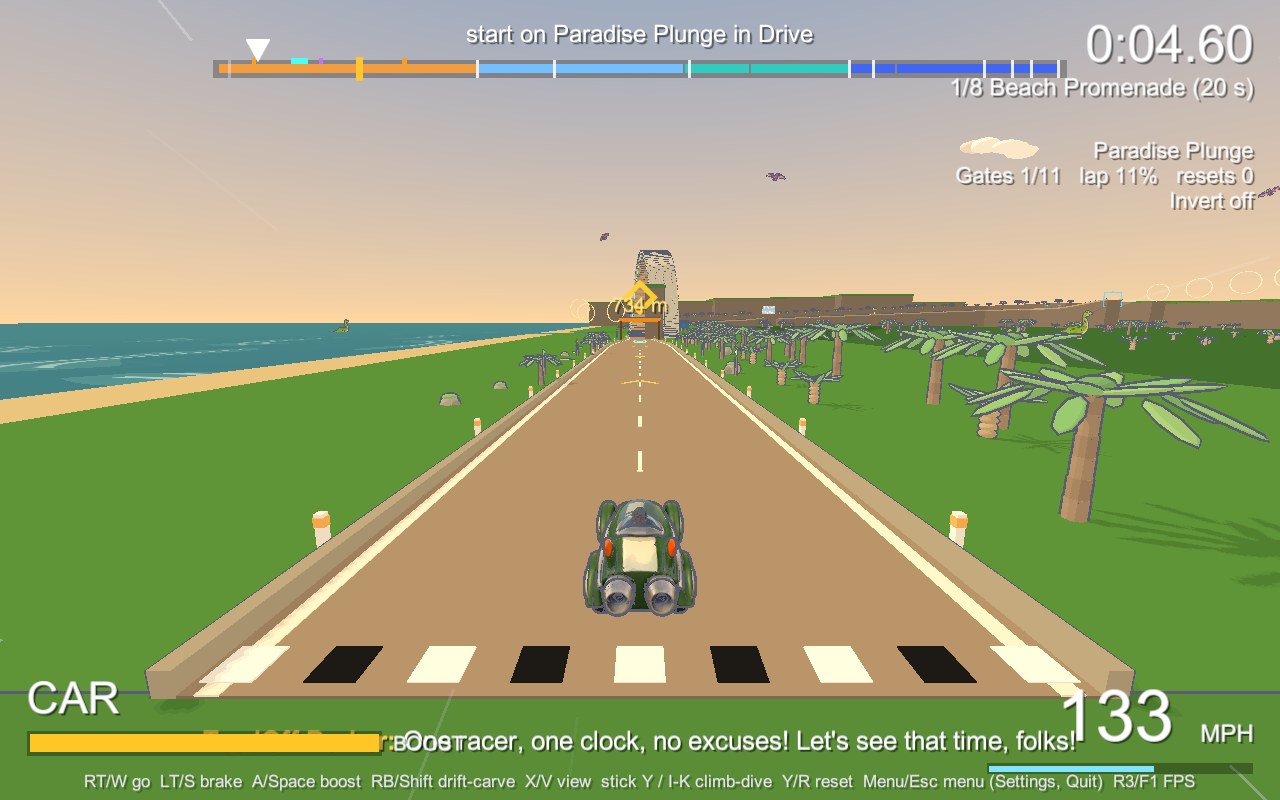 start on Paradise Plunge in Drive
0:04.60
1/8 Beach Promenade (20 s)
Paradise Plunge
Gates 1/11 lap 11% resets 0
Invert off
734 m
CAR
133 MPH
BOOST
One racer, one clock, no excuses! Let's see that time, folks!
RT/W go LT/S brake A/Space boost RB/Shift drift-carve X/V view stick Y / I-K climb-dive Y/R reset Menu/Esc menu (Settings, Quit) R3/F1 FPS